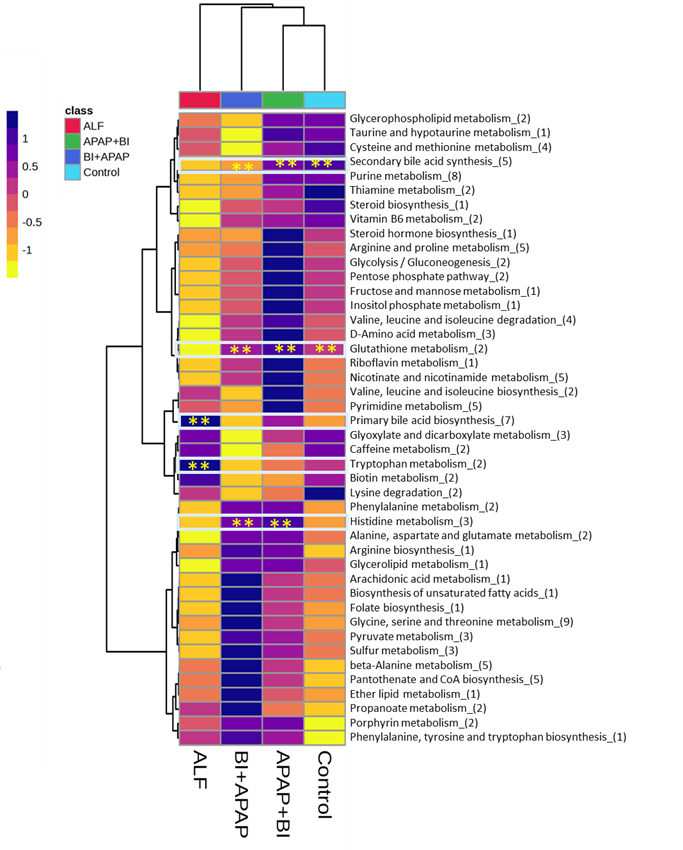 class
ALF
APAP+BI
BI+APAP
Control
1
0.5
0
-0.5
-1
Glycerophospholipid metabolism_(2)
Taurine and hypotaurine metabolism_(1)
Cysteine and methionine metabolism_(4)
** ** ** Secondary bile acid synthesis_(5)
Purine metabolism_(8)
Thiamine metabolism_(2)
Steroid biosynthesis_(1)
Vitamin B6 metabolism_(2)
Steroid hormone biosynthesis_(1)
Arginine and proline metabolism_(5)
Glycolysis / Gluconeogenesis_(2)
Pentose phosphate pathway_(2)
Fructose and mannose metabolism_(1)
Inositol phosphate metabolism_(1)
Valine, leucine and isoleucine degradation_(4)
D-Amino acid metabolism_(3)
** ** ** Glutathione metabolism_(2)
Riboflavin metabolism_(1)
Nicotinate and nicotinamide metabolism_(5)
Valine, leucine and isoleucine biosynthesis_(2)
Pyrimidine metabolism_(5)
** Primary bile acid biosynthesis_(7)
Glyoxylate and dicarboxylate metabolism_(3)
Caffeine metabolism_(2)
** Tryptophan metabolism_(2)
Biotin metabolism_(2)
Lysine degradation_(2)
Phenylalanine metabolism_(2)
** ** Histidine metabolism_(3)
Alanine, aspartate and glutamate metabolism_(2)
Arginine biosynthesis_(1)
Glycerolipid metabolism_(1)
Arachidonic acid metabolism_(1)
Biosynthesis of unsaturated fatty acids_(1)
Folate biosynthesis_(1)
Glycine, serine and threonine metabolism_(9)
Pyruvate metabolism_(3)
Sulfur metabolism_(3)
beta-Alanine metabolism_(5)
Pantothenate and CoA biosynthesis_(5)
Ether lipid metabolism_(1)
Propanoate metabolism_(2)
Porphyrin metabolism_(2)
Phenylalanine, tyrosine and tryptophan biosynthesis_(1)
ALF
BI+APAP
APAP+BI
Control